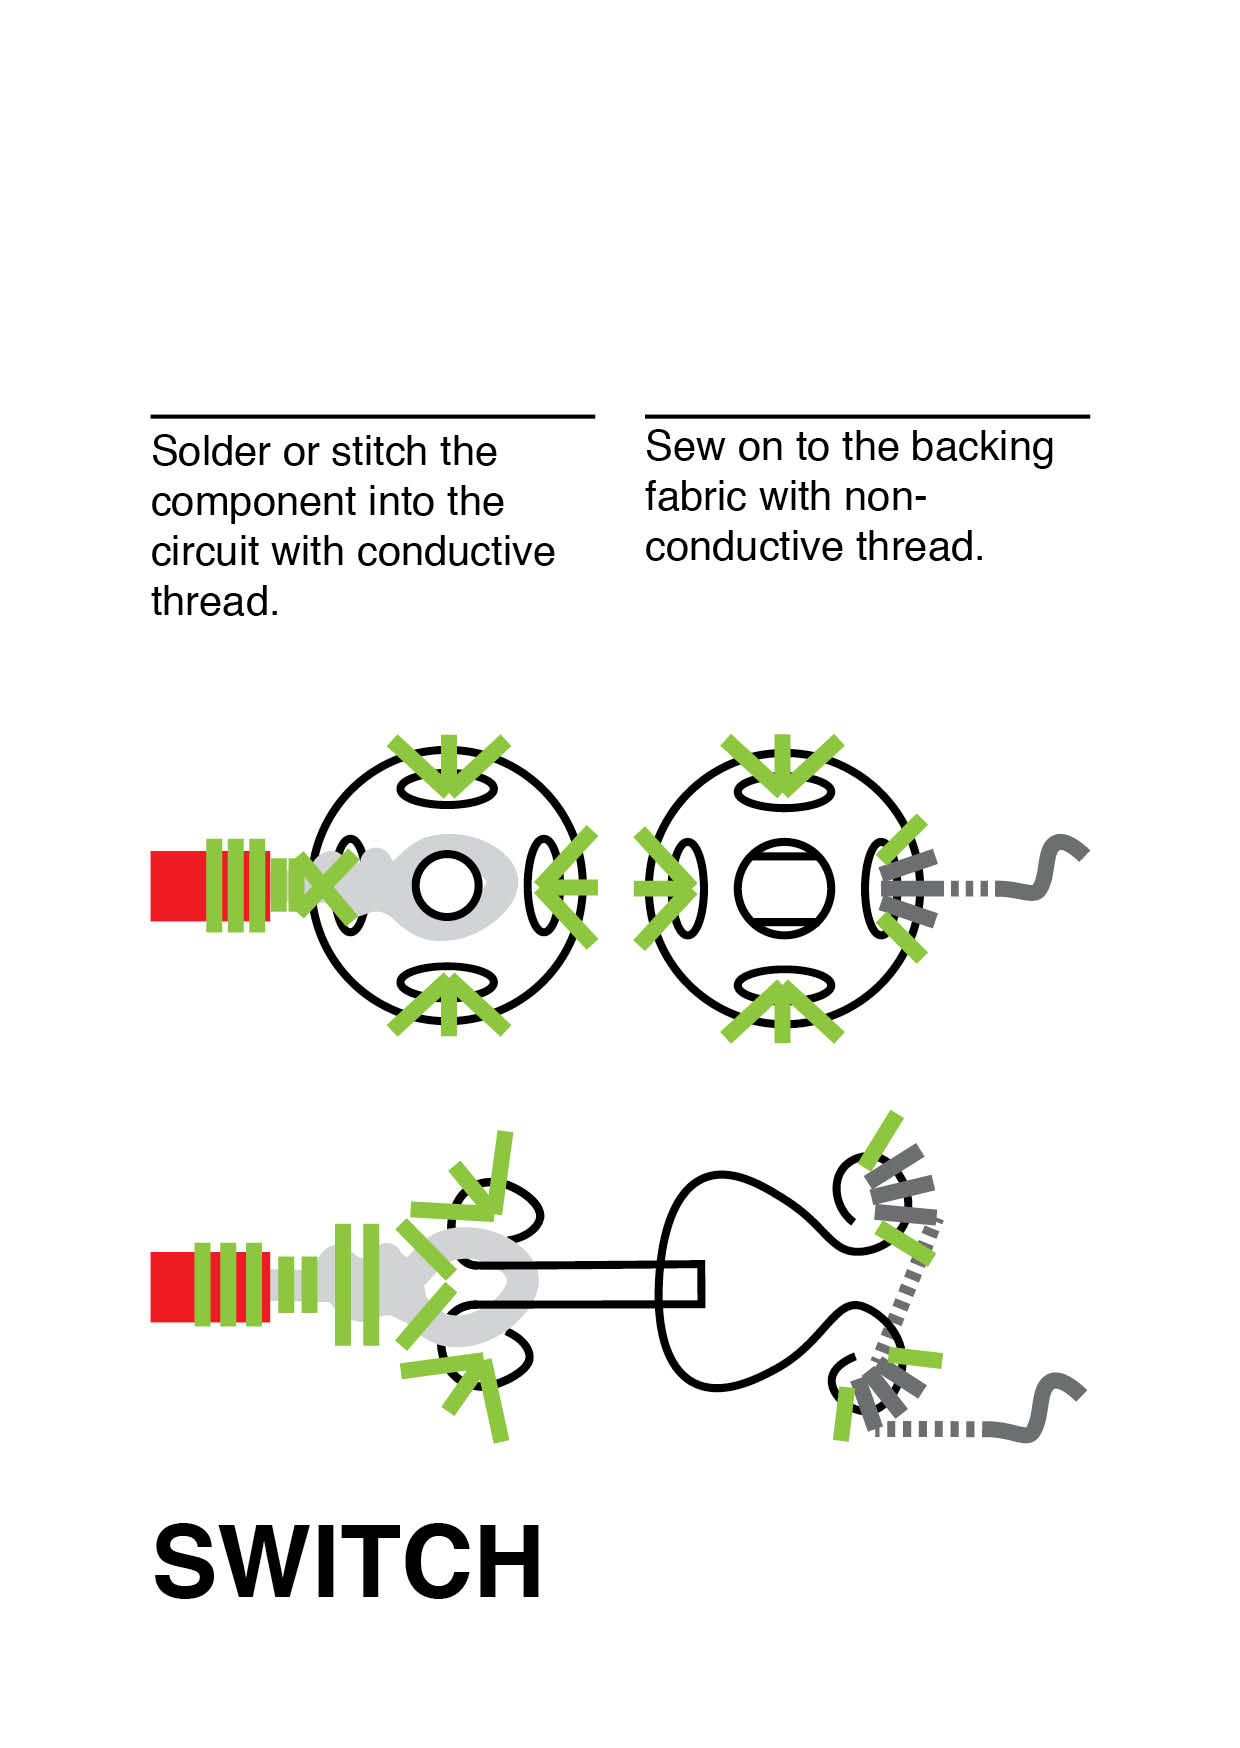 Solder or stitch the
component into the
circuit with conductive
thread.
Sew on to the backing
fabric with non-
conductive thread.
SWITCH